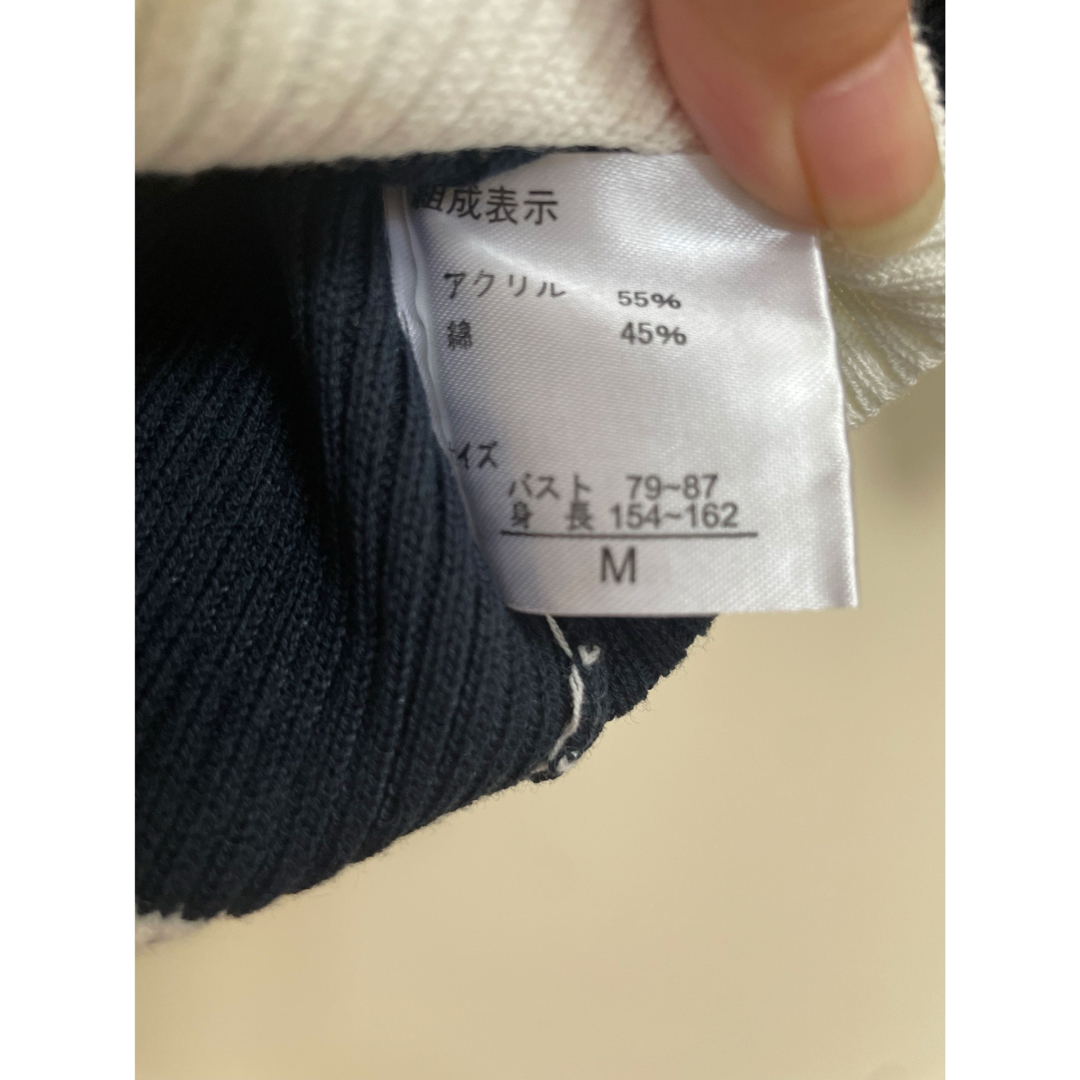 組成表示
アクリル 55%
綿 45%
イズ
バスト 79~87
身 長 154~162
M